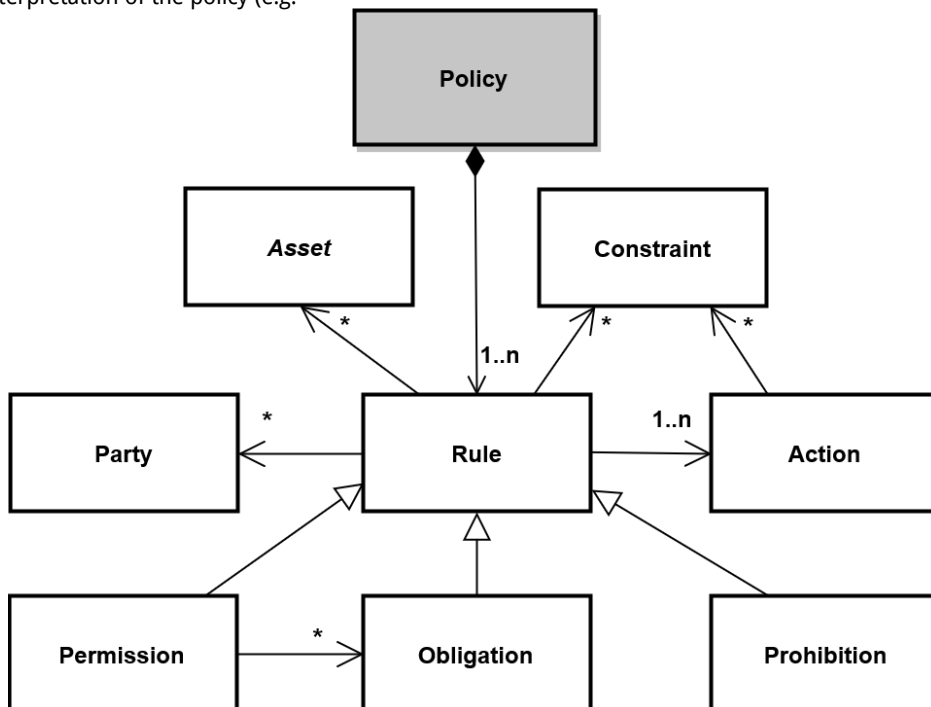 terpretation of the policy (e.g.
Policy
Asset
Constraint
*
*
*
1..n
Party
*
Rule
1..n
Action
Permission
*
Obligation
Prohibition